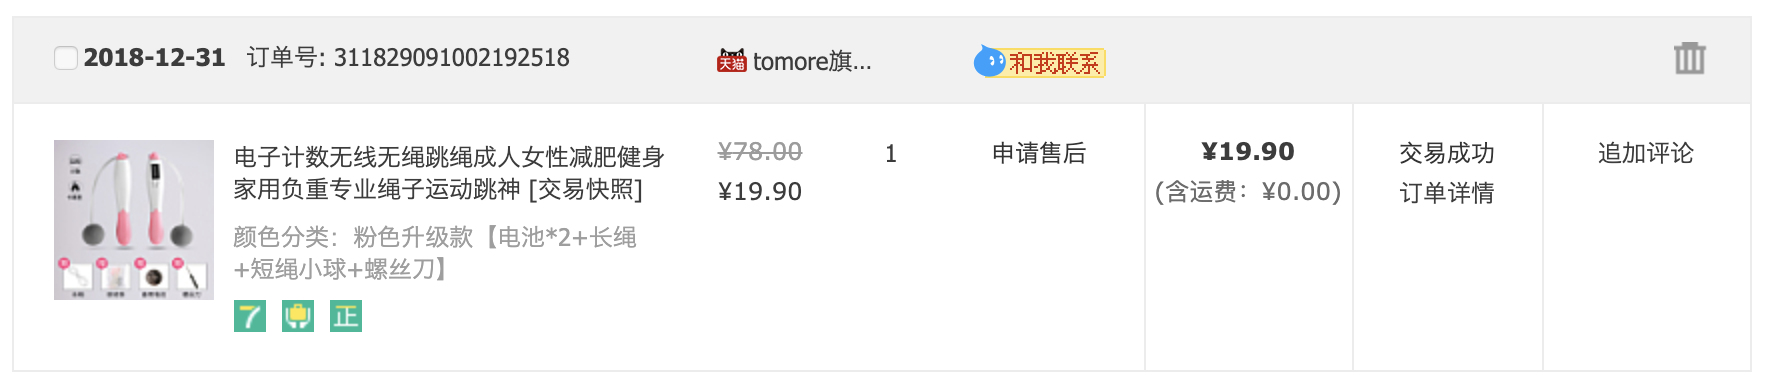 2018-12-31 订单号: 311829091002192518 天猫 tomore旗... 和我联系
电子计数无线无绳跳绳成人女性减肥健身 ¥78.00 1 申请售后 ¥19.90 交易成功 追加评论
家用负重专业绳子运动跳神 [交易快照] ¥19.90 (含运费：¥0.00) 订单详情
颜色分类：粉色升级款【电池*2+长绳
+短绳小球+螺丝刀】
7 正